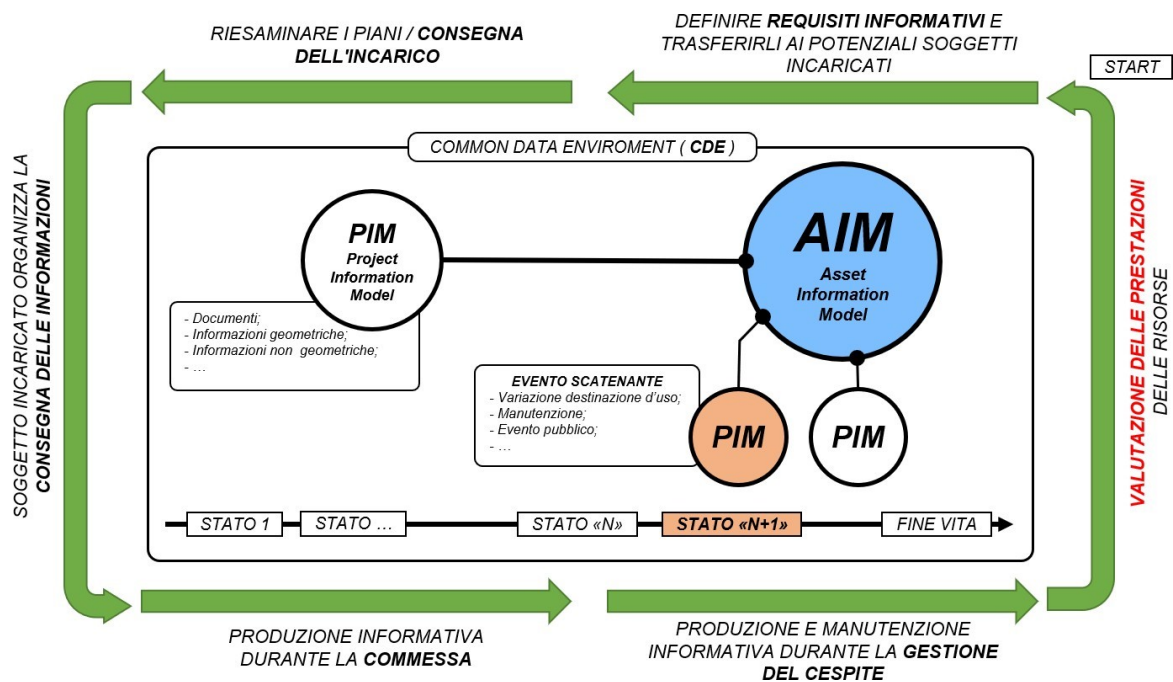 RIESAMINARE I PIANI / CONSEGNA
DELL'INCARICO
DEFINIRE REQUISITI INFORMATIVI E
TRASFERIRLI AI POTENZIALI SOGGETTI
INCARICATI
START
SOGGETTO INCARICATO ORGANIZZA LA
CONSEGNA DELLE INFORMAZIONI
COMMON DATA ENVIROMENT ( CDE )
PIM
Project
Information
Model
AIM
Asset
Information
Model
- Documenti;
- Informazioni geometriche;
- Informazioni non geometriche;
- ...
EVENTO SCATENANTE
- Variazione destinazione d'uso;
- Manutenzione;
- Evento pubblico;
- ...
PIM
PIM
STATO 1
STATO ...
STATO «N»
STATO «N+1»
FINE VITA
VALUTAZIONE DELLE PRESTAZIONI
DELLE RISORSE
PRODUZIONE INFORMATIVA
DURANTE LA COMMESSA
PRODUZIONE E MANUTENZIONE
INFORMATIVA DURANTE LA GESTIONE
DEL CESPITE